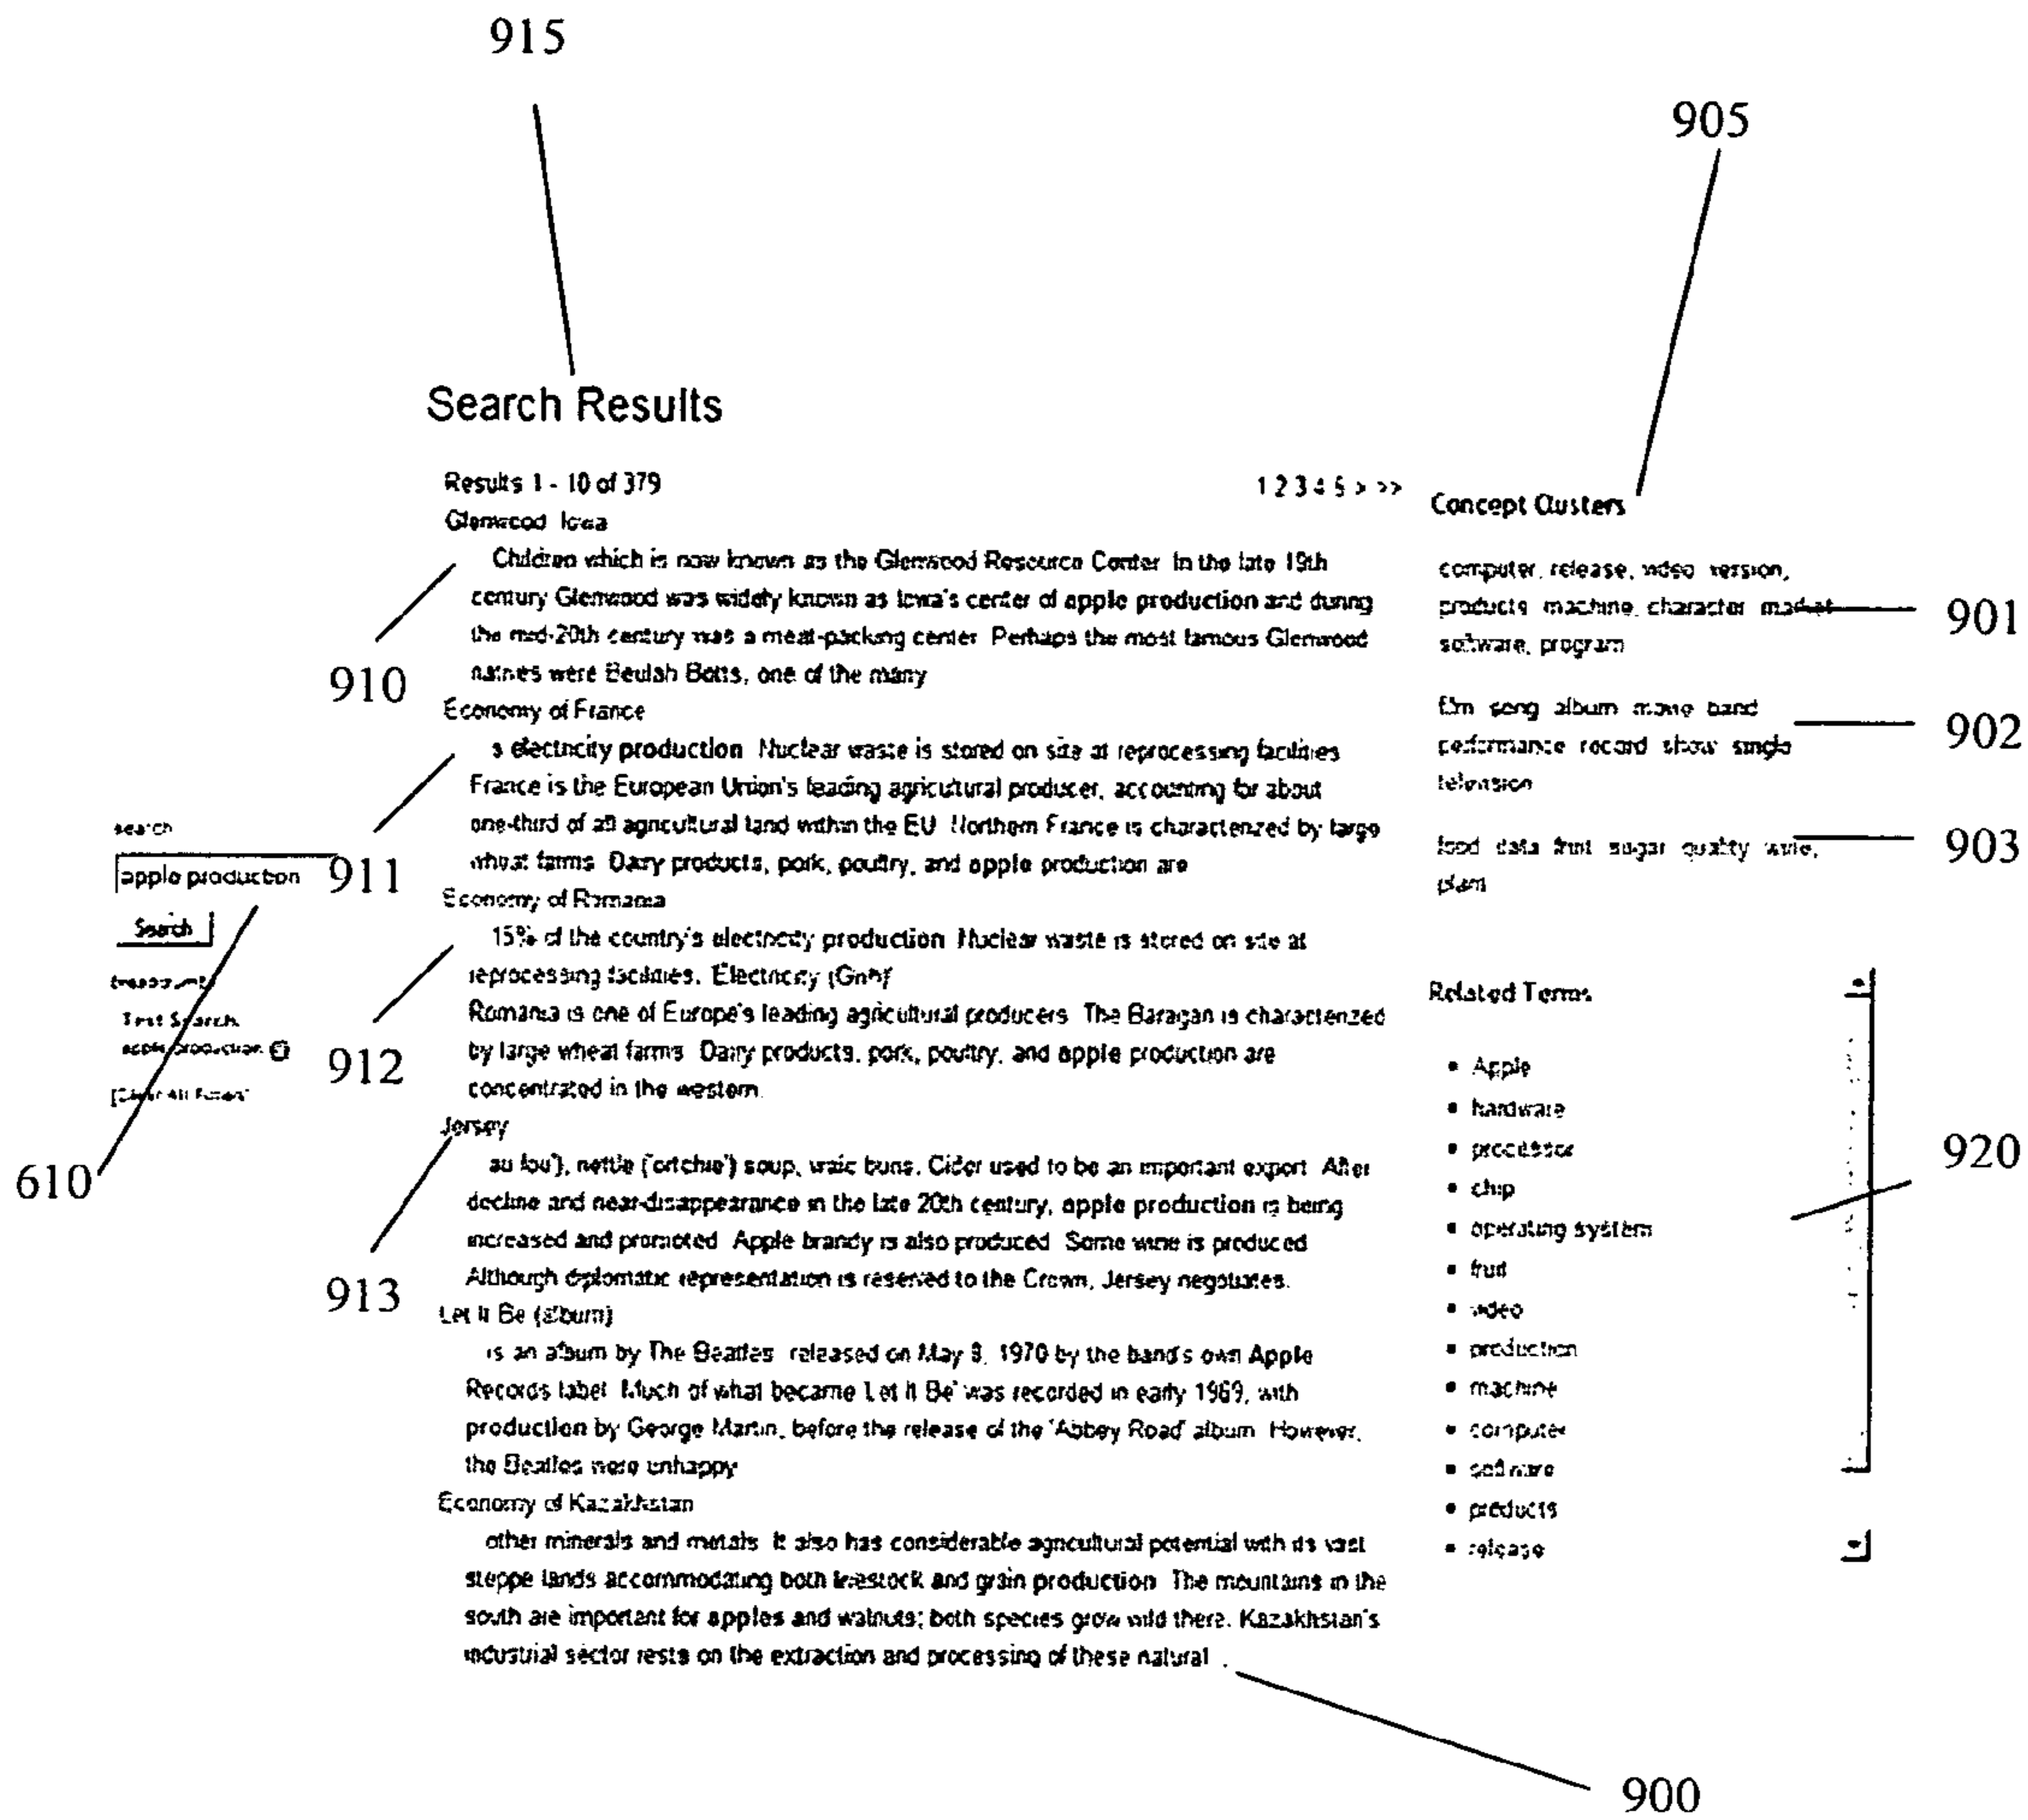 915
905
Search Results
Results 1 - 10 of 379
1 2 3 4 5 > >>
Glenwood Iowa
Children which is now known as the Glenwood Resource Center In the late 19th
century Glenwood was widely known as Iowa's center of apple production and during
the mid-20th century was a meat-packing center Perhaps the most famous Glenwood
natives were Beulah Botts, one of the many
910
Economy of France
s electricity production Nuclear waste is stored on site at reprocessing facilities
France is the European Union's leading agricultural producer, accounting for about
one-third of all agricultural land within the EU Northern France is characterized by large
wheat farms Dairy products, pork, poultry, and apple production are
911
Economy of Romania
15% of the country's electricity production Nuclear waste is stored on site at
reprocessing facilities. Electricity
Romania is one of Europe's leading agricultural producers The Baragan is characterized
by large wheat farms Dairy products, pork, poultry, and apple production are
concentrated in the western
912
Jersey
au lou'), nettle ('ortchie') soup, vraic buns. Cider used to be an important export After
decline and near-disappearance in the late 20th century, apple production is being
increased and promoted Apple brandy is also produced Some wine is produced
Although diplomatic representation is reserved to the Crown, Jersey negotiates.
913
Let It Be (album)
is an album by The Beatles released on May 8, 1970 by the band's own Apple
Records label Much of what became 'Let It Be' was recorded in early 1969, with
production by George Martin, before the release of the 'Abbey Road' album However,
the Beatles were unhappy
Economy of Kazakhstan
other minerals and metals It also has considerable agricultural potential with its vast
steppe lands accommodating both livestock and grain production The mountains in the
south are important for apples and walnuts; both species grow wild there. Kazakhstan's
industrial sector rests on the extraction and processing of these natural .
900
search
apple production
Search
Text Search:
apple production
[Clear All
610
Concept Clusters
computer, release, video version,
products machine, character market
software, program
901
film song album movie band
performance record show single
television
902
food data fruit sugar quality wine,
plant
903
Related Terms
• Apple
• hardware
• processor
• chip
• operating system
• fruit
• video
• production
• machine
• computer
• software
• products
• release
920